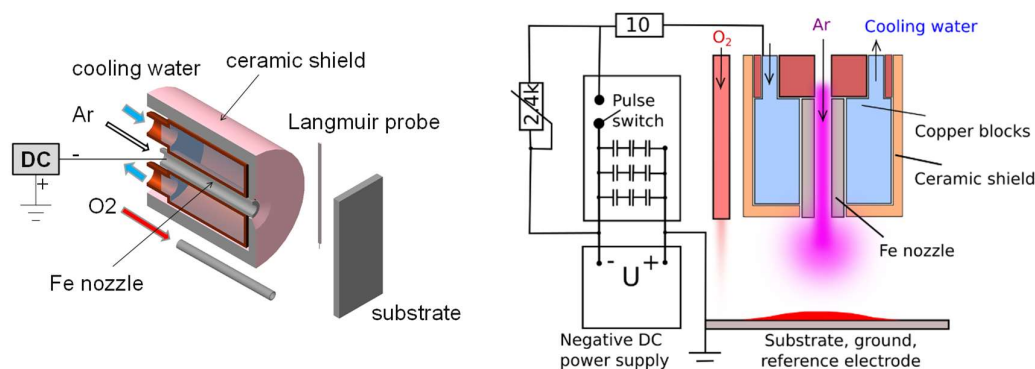 ceramic shield
cooling water
Ar
Langmuir probe
DC
-
+
O2
Fe nozzle
substrate
10
O₂
Ar
Cooling water
2.4k
Pulse
switch
Copper blocks
Ceramic shield
Fe nozzle
- U +
Negative DC
power supply
Substrate, ground,
reference electrode